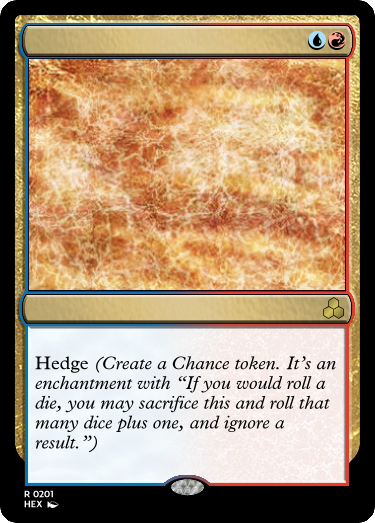 Hedge (Create a Chance token. It's an
enchantment with “If you would roll a
die, you may sacrifice this and roll that
many dice plus one, and ignore a
result.”)
R 0201
HEX